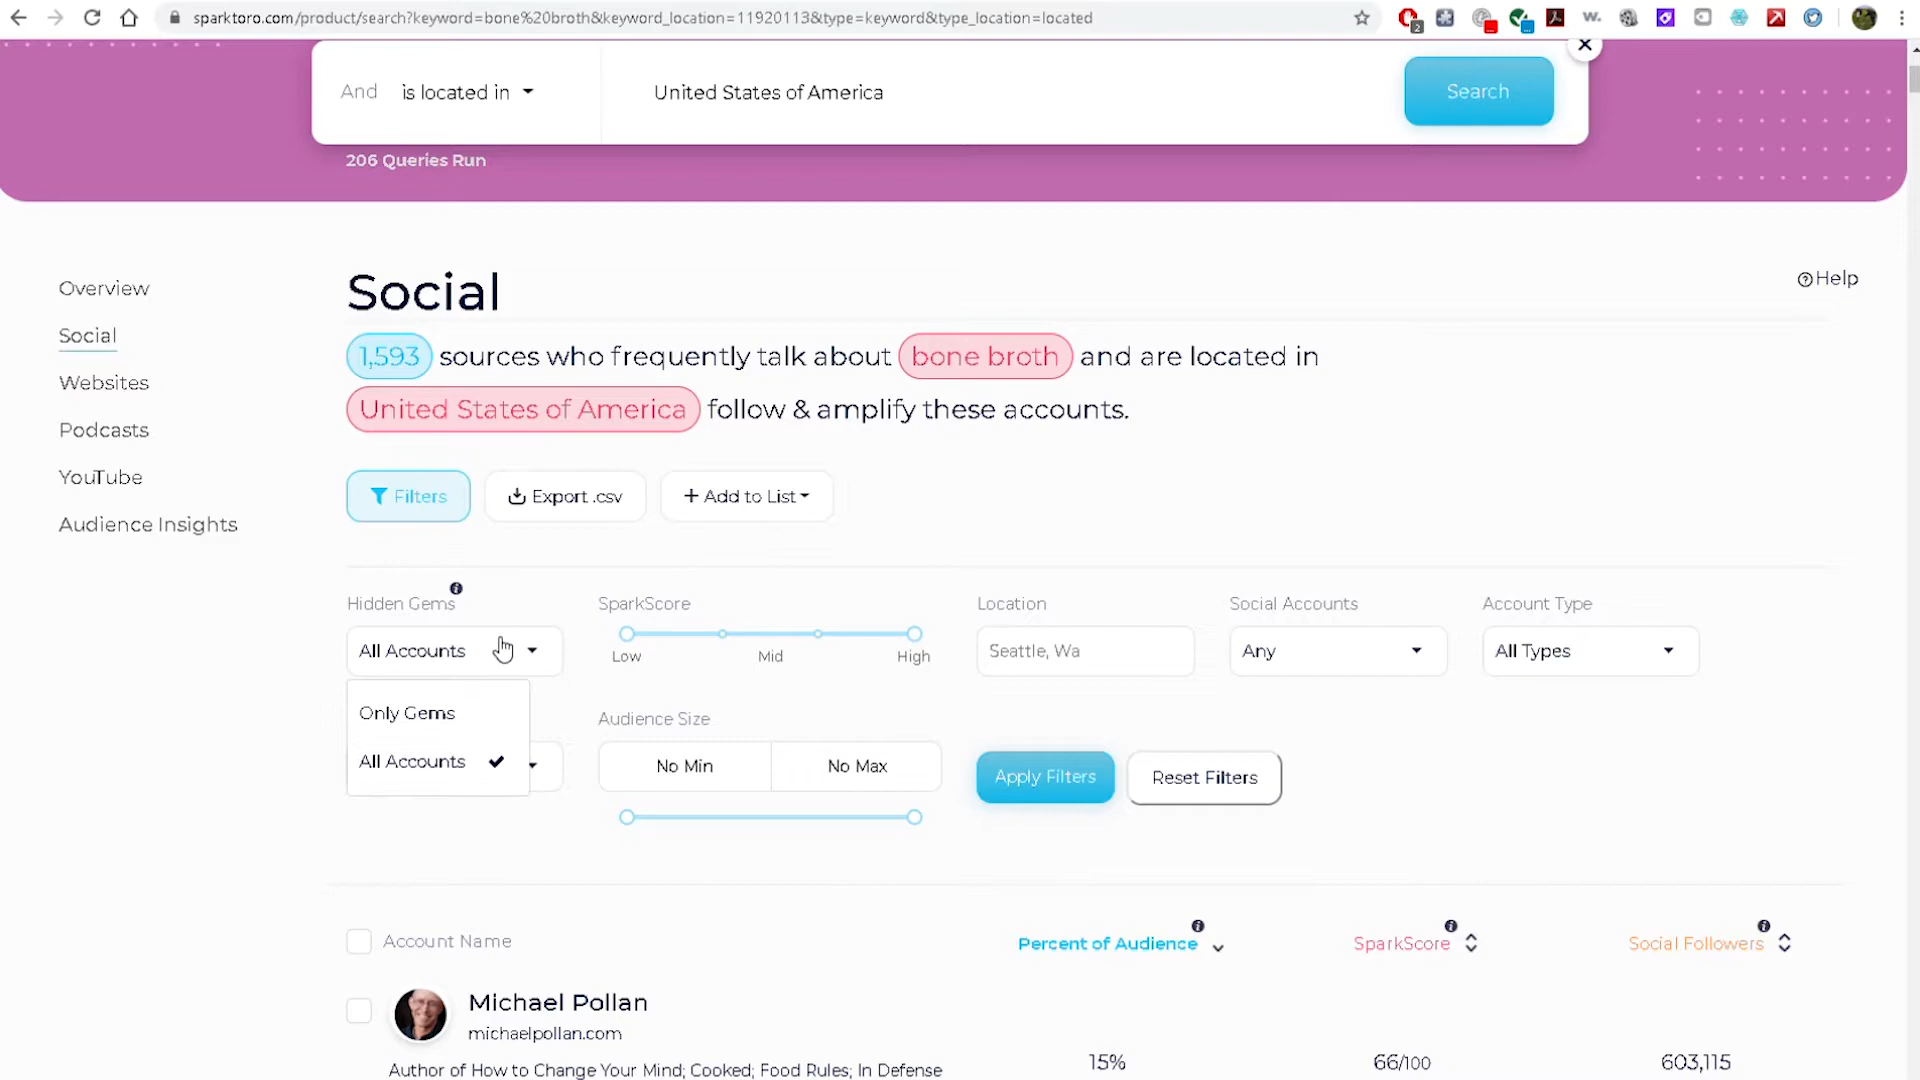 sparktoro.com/product/search?keyword=bone%20broth&keyword_location=11920113&type=keyword&type_location=located
2
w.
And is located in United States of America Search
206 Queries Run
Overview
Social
Websites
Podcasts
YouTube
Audience Insights
Social
Help
1,593 sources who frequently talk about bone broth and are located in
United States of America follow & amplify these accounts.
Filters Export .csv + Add to List
Hidden Gems SparkScore Location Social Accounts Account Type
All Accounts Low Mid High Seattle, Wa Any All Types
Only Gems
All Accounts
Audience Size
No Min No Max Apply Filters Reset Filters
Account Name Percent of Audience SparkScore Social Followers
Michael Pollan
michaelpollan.com
Author of How to Change Your Mind; Cooked; Food Rules; In Defense 15% 66/100 603,115